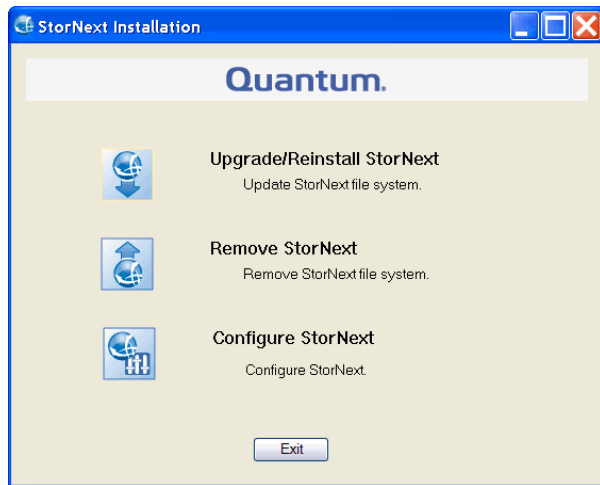 StorNext Installation
Quantum.
Upgrade/Reinstall StorNext
Update StorNext file system.
Remove StorNext
Remove StorNext file system.
Configure StorNext
Configure StorNext.
Exit